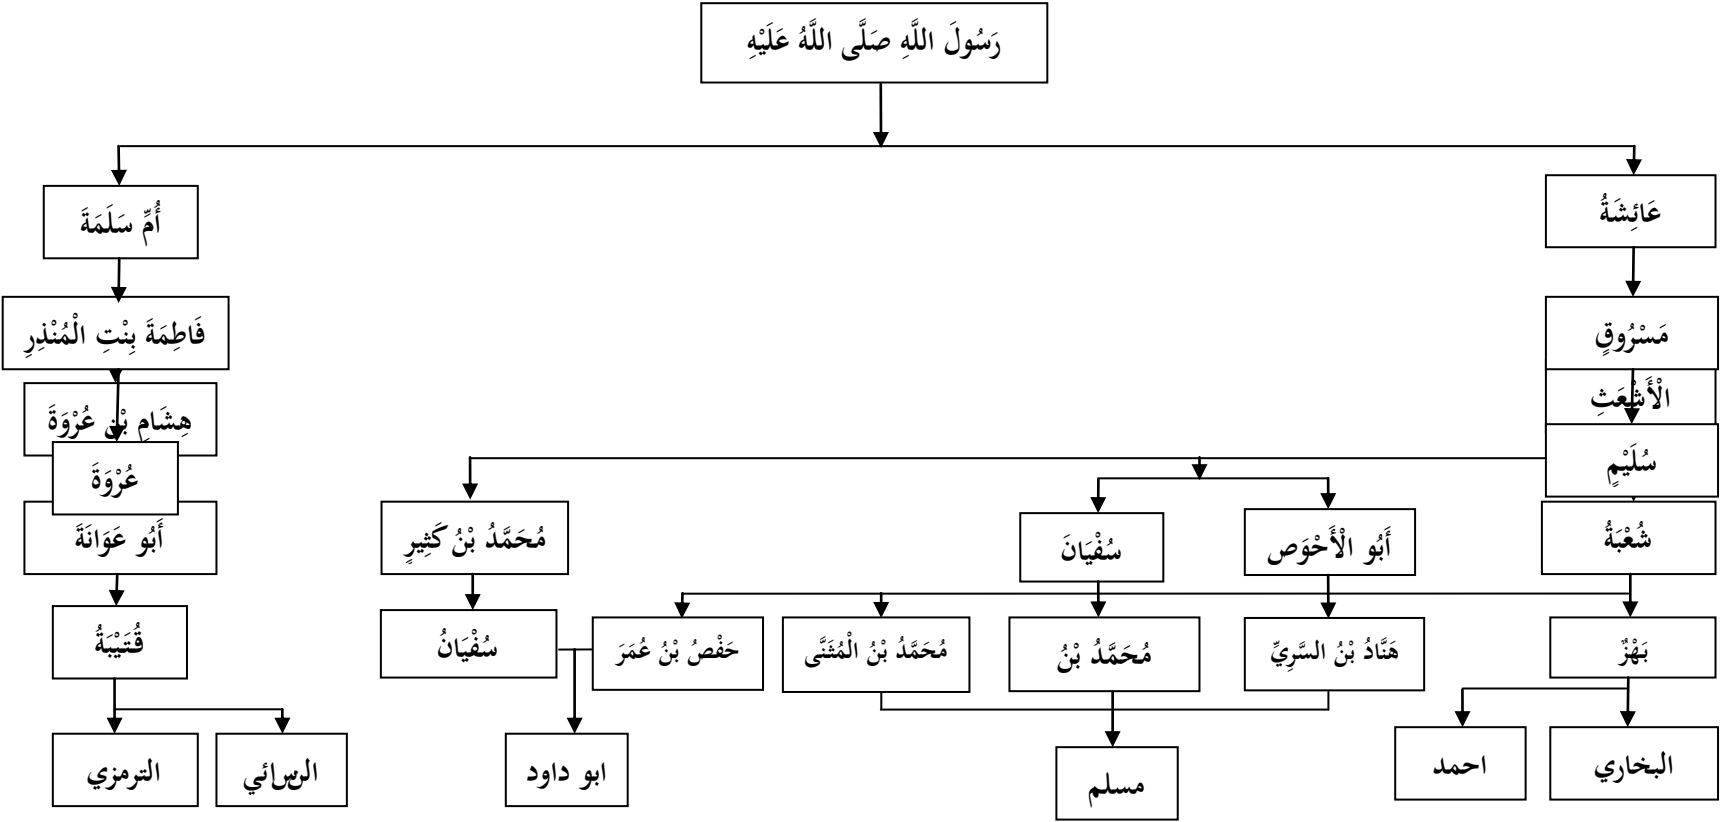 رَسُولَ اللَّهِ صَلَّى اللَّهُ عَلَيْهِ
عَائِشَةُ
أُمِّ سَلَمَةَ
مَسْرُوقٍ
فَاطِمَةَ بِنْتِ الْمُنْذِرِ
الْأَشْعَثِ
هِشَامِ بْنِ عُرْوَةَ
سُلَيْمٍ
عُرْوَةَ
شُعْبَةُ
أَبُو الْأَحْوَصِ
سُفْيَانَ
مُحَمَّدُ بْنُ كَثِيرٍ
أَبُو عَوَانَةَ
بَهْزٌ
هَنَّادُ بْنُ السَّرِيِّ
مُحَمَّدُ بْنُ
مُحَمَّدُ بْنُ الْمُثَنَّى
حَفْصُ بْنُ عُمَرَ
سُفْيَانُ
قُتَيْبَةُ
البخاري
احمد
مسلم
ابو داود
النسائي
الترمزي